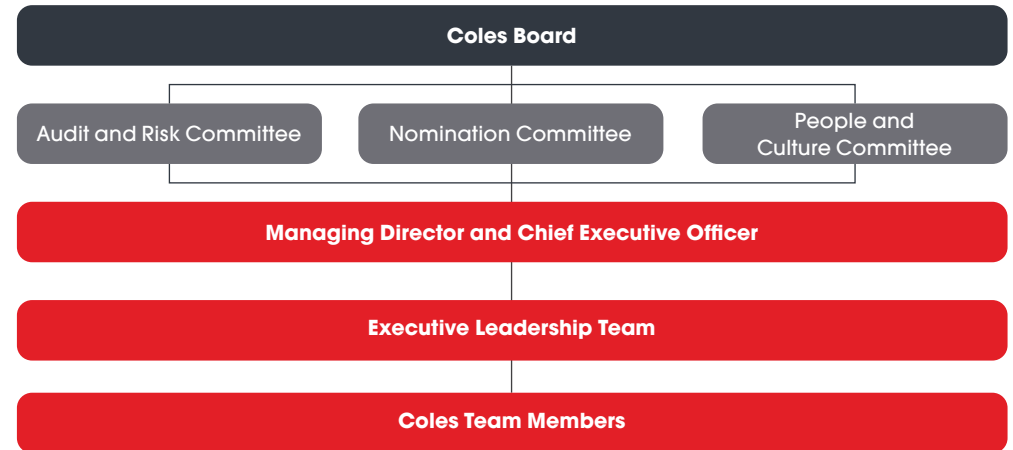 Coles Board
Audit and Risk Committee
Nomination Committee
People and
Culture Committee
Managing Director and Chief Executive Officer
Executive Leadership Team
Coles Team Members